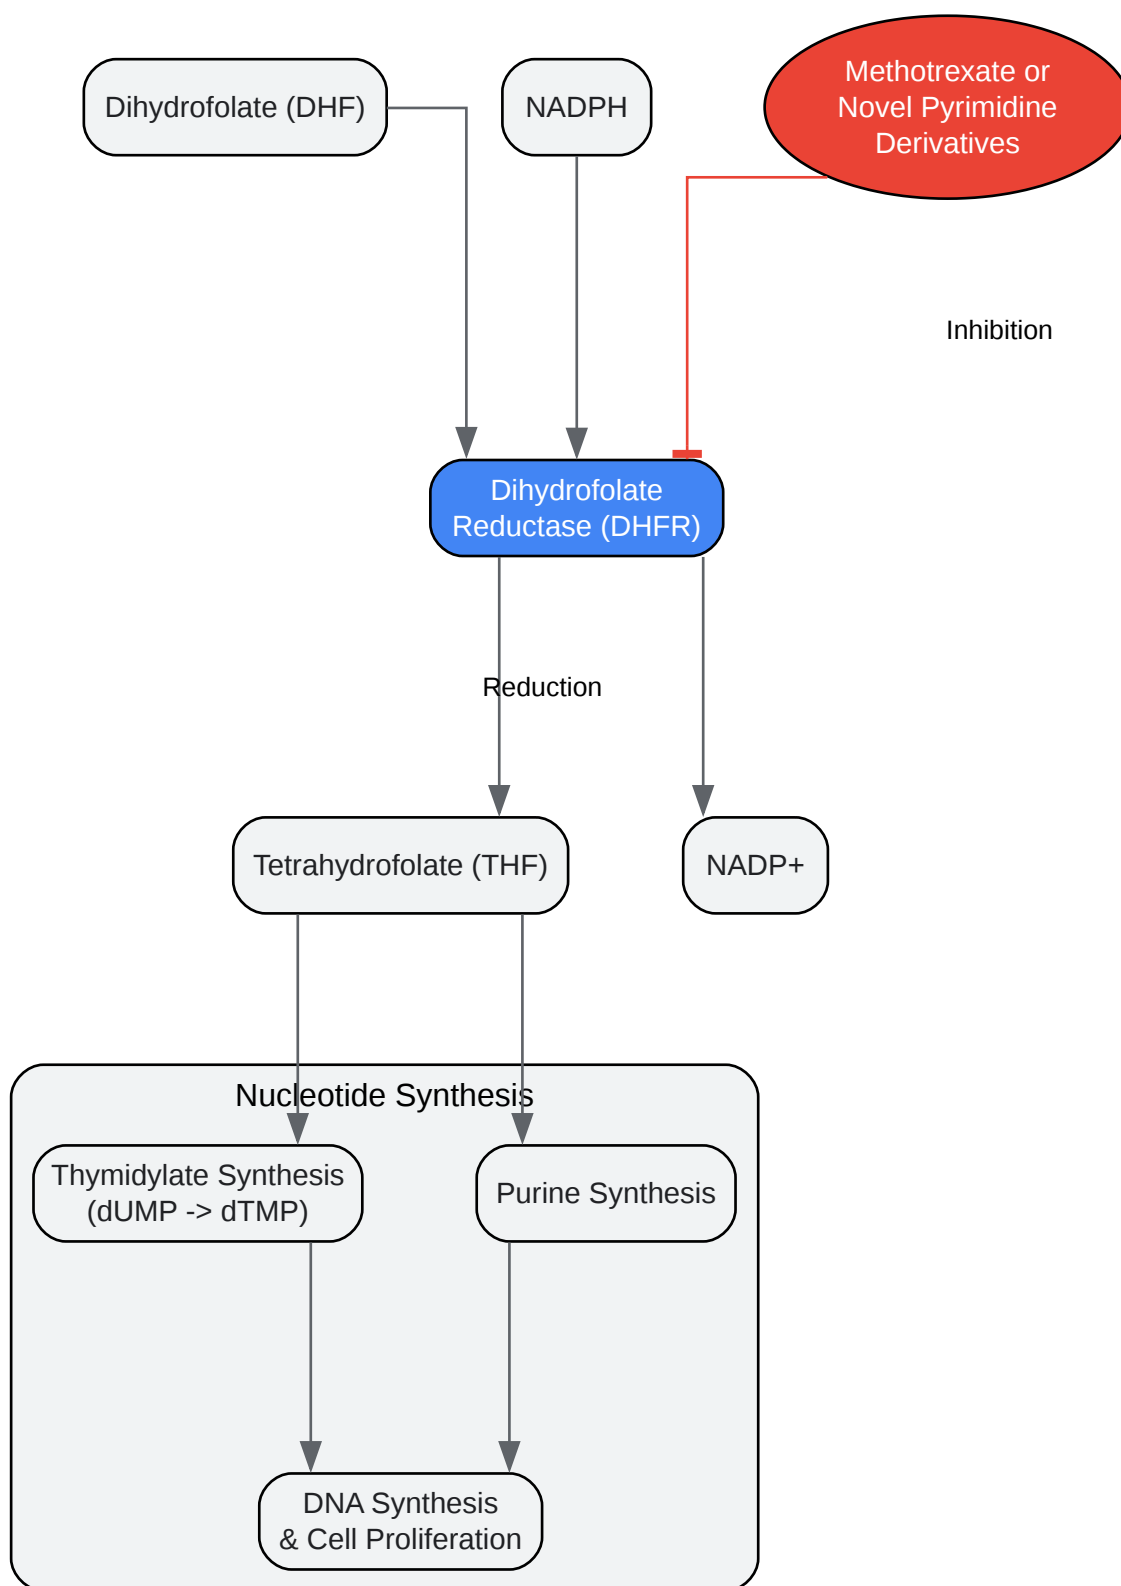 Dihydrofolate (DHF)
NADPH
Methotrexate or
Novel Pyrimidine
Derivatives
Inhibition
Dihydrofolate
Reductase (DHFR)
Reduction
Tetrahydrofolate (THF)
NADP+
Nucleotide Synthesis
Thymidylate Synthesis
(dUMP -> dTMP)
Purine Synthesis
DNA Synthesis
& Cell Proliferation